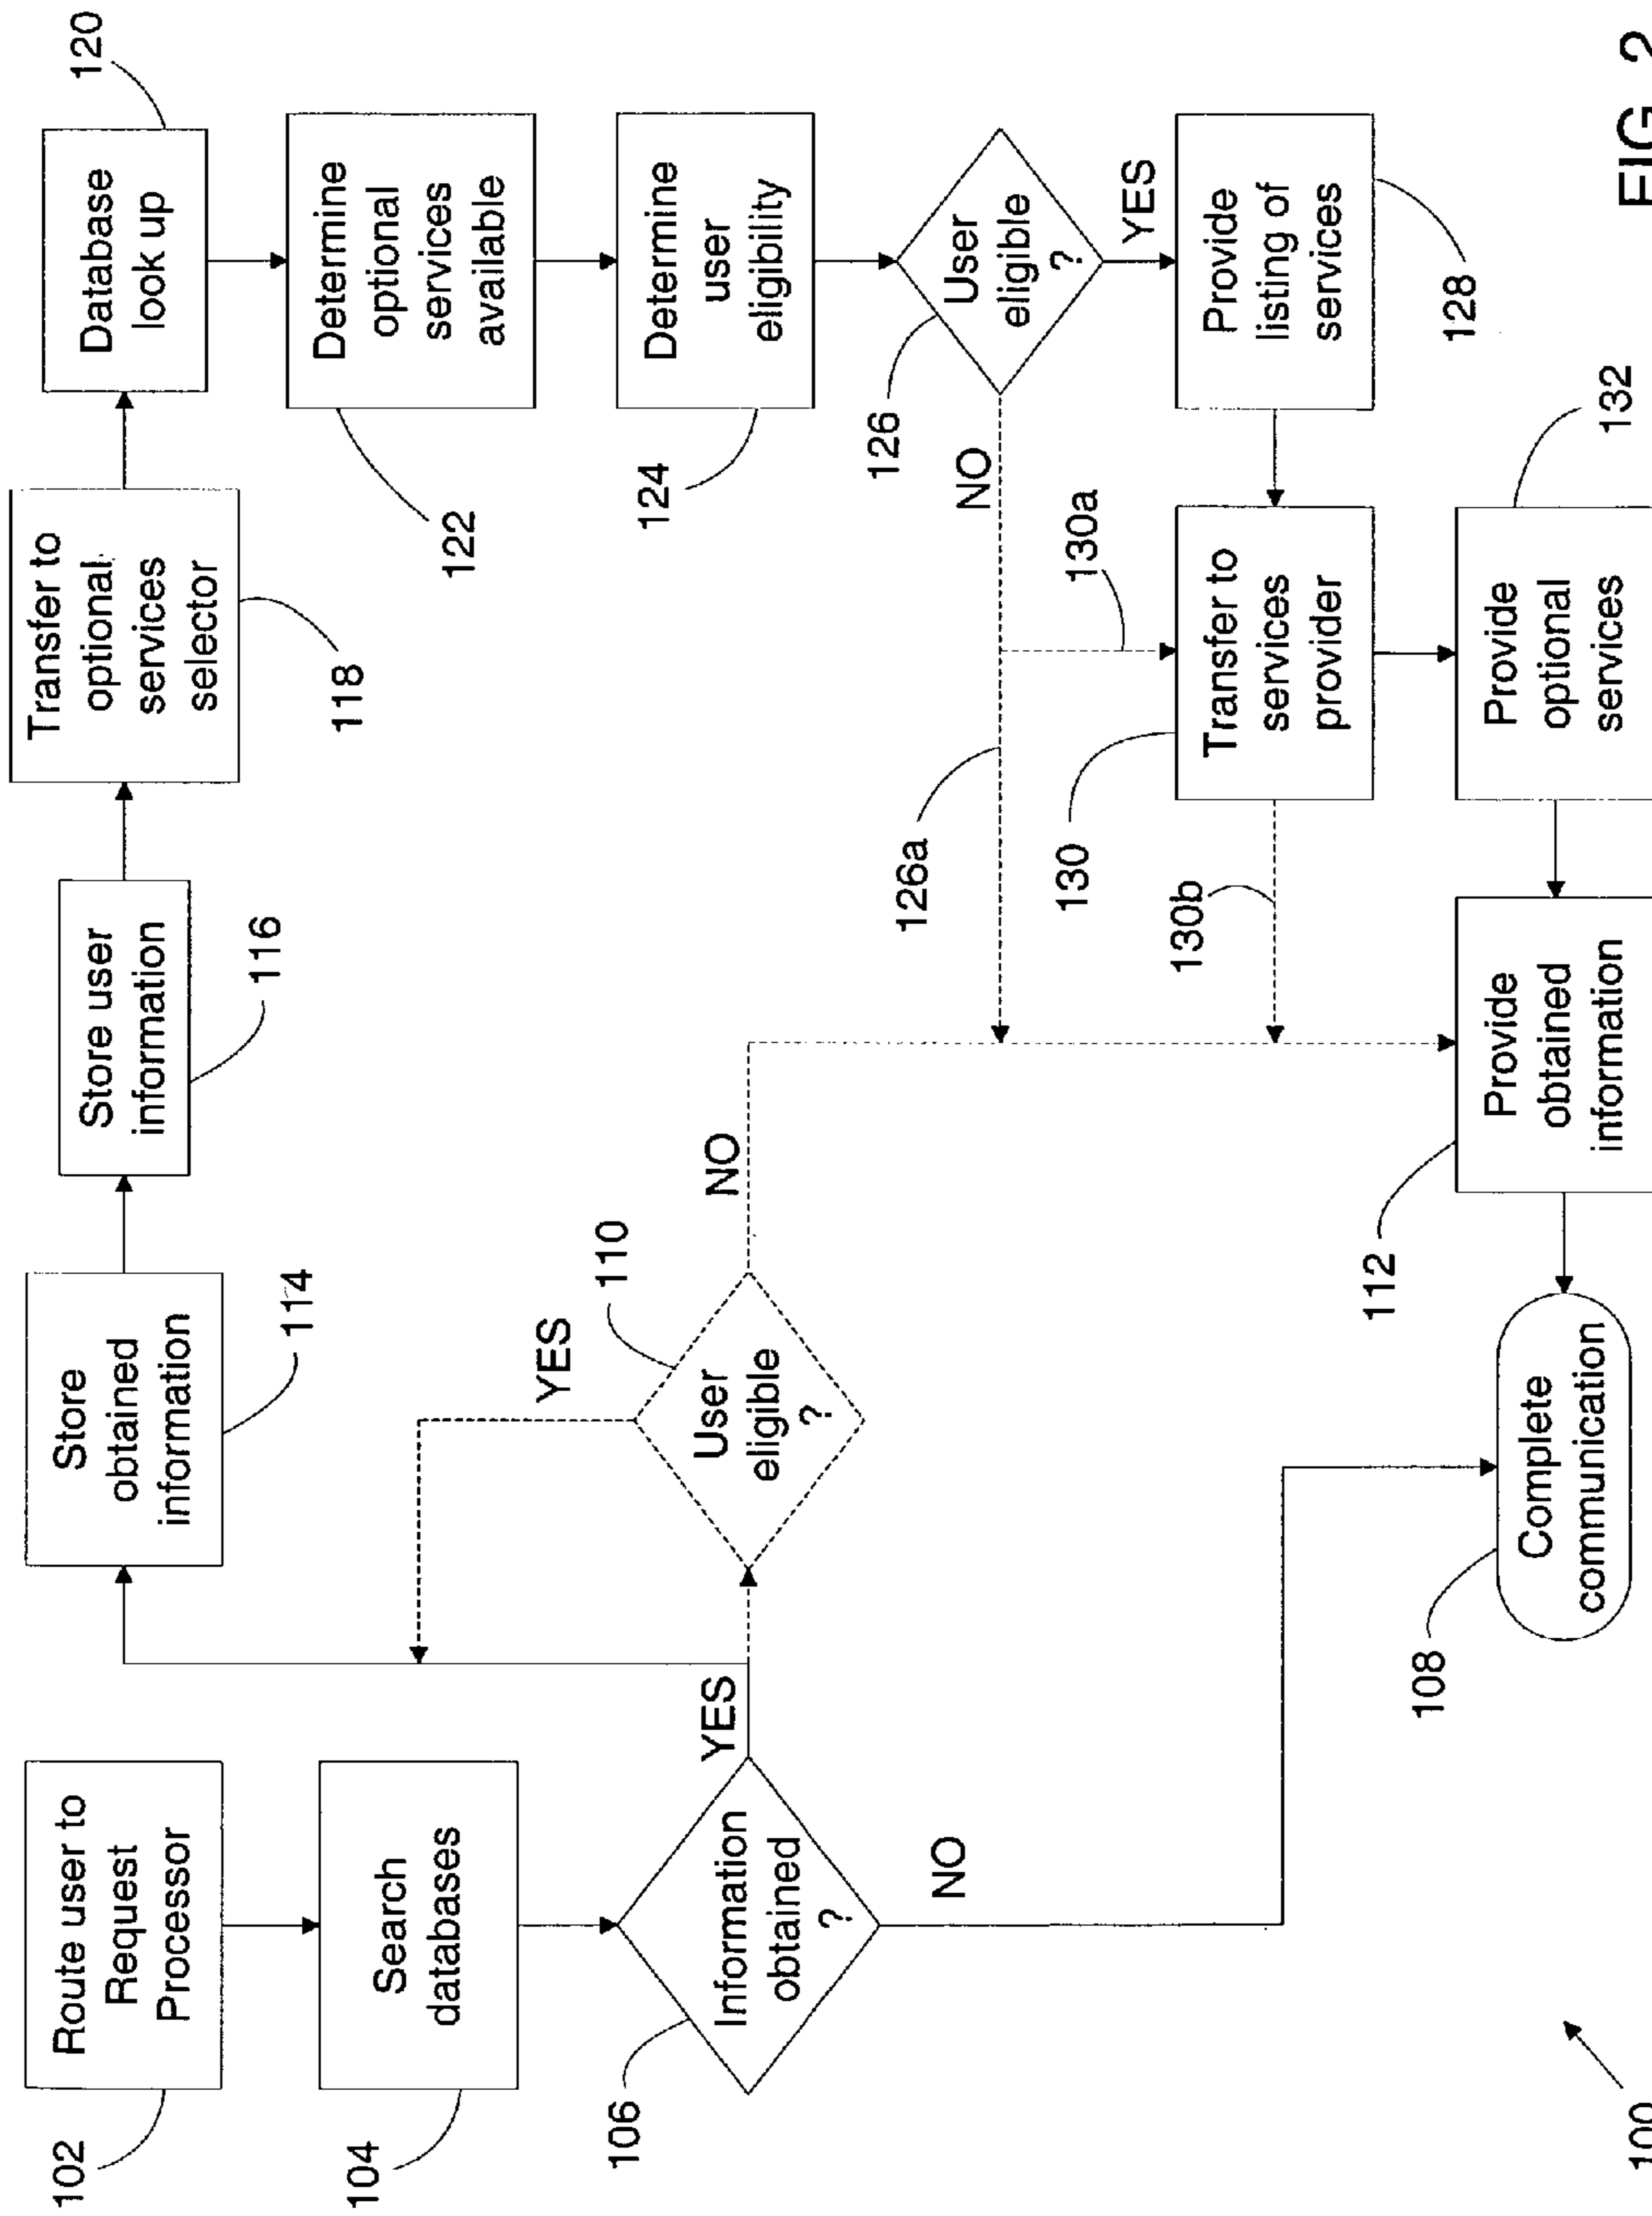 102
Route user to
Request
Processor
104
Search
databases
106
Information
obtained
?
YES
NO
108
Complete
communication
110
User
eligible
?
YES
NO
112
Provide
obtained
information
114
Store
obtained
information
116
Store user
information
118
Transfer to
optional
services
selector
120
Database
look up
122
Determine
optional
services
available
124
Determine
user
eligibility
126
User
eligible
?
YES
NO
126a
128
Provide
listing of
services
130
Transfer to
services
provider
130a
130b
132
Provide
optional
services
100
FIG. 2